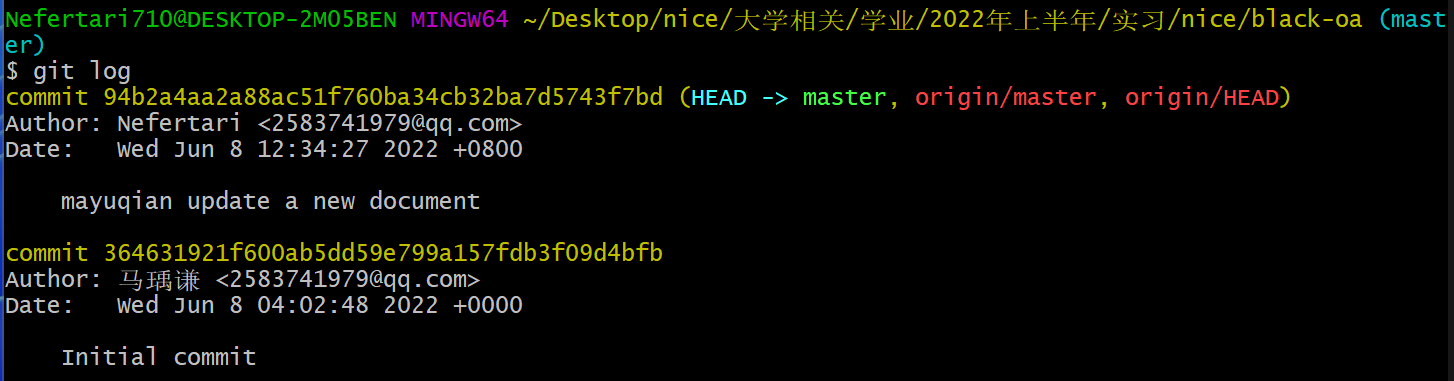 Nefertari710@DESKTOP-2M05BEN MINGW64 ~/Desktop/nice/大学相关/学业/2022年上半年/实习/nice/black-oa (mast
er)
$ git log
commit 94b2a4aa2a88ac51f760ba34cb32ba7d5743f7bd (HEAD -> master, origin/master, origin/HEAD)
Author: Nefertari <2583741979@qq.com>
Date:   Wed Jun 8 12:34:27 2022 +0800
    mayuqian update a new document
commit 364631921f600ab5dd59e799a157fdb3f09d4bfb
Author: 马瑀谦 <2583741979@qq.com>
Date:   Wed Jun 8 04:02:48 2022 +0000
    Initial commit